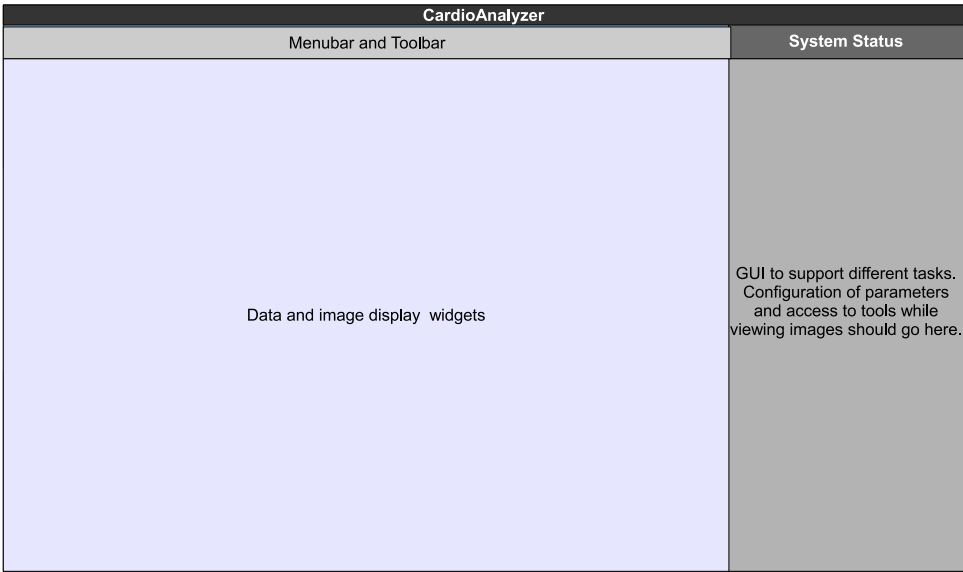 CardioAnalyzer
Menubar and Toolbar
System Status
Data and image display  widgets
GUI to support different tasks.
Configuration of parameters
and access to tools while
viewing images should go here.